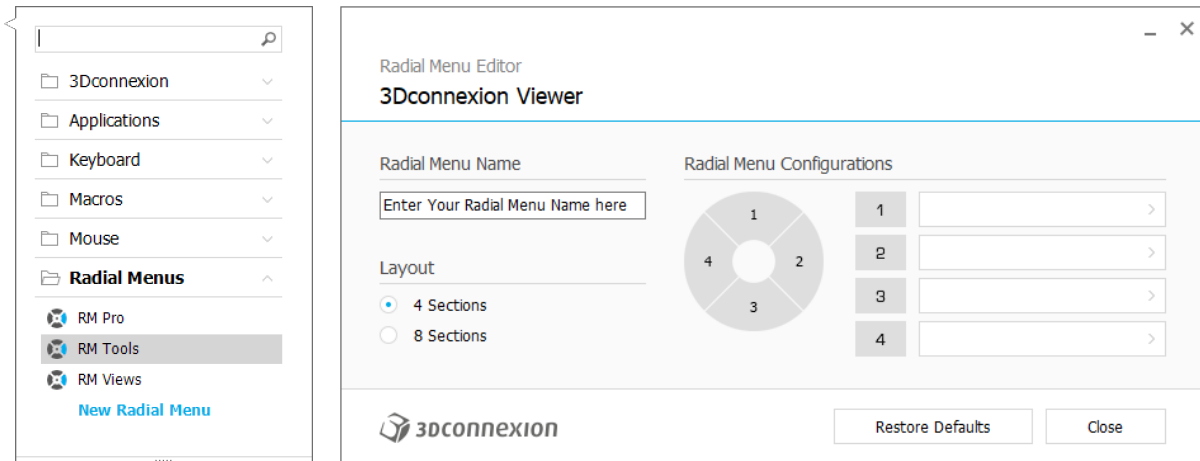 3Dconnexion
Applications
Keyboard
Macros
Mouse
Radial Menus
RM Pro
RM Tools
RM Views
New Radial Menu
Radial Menu Editor
3Dconnexion Viewer
Radial Menu Name
Enter Your Radial Menu Name here
Layout
4 Sections
8 Sections
Radial Menu Configurations
1
4 2
3
1
2
3
4
3Dconnexion
Restore Defaults
Close